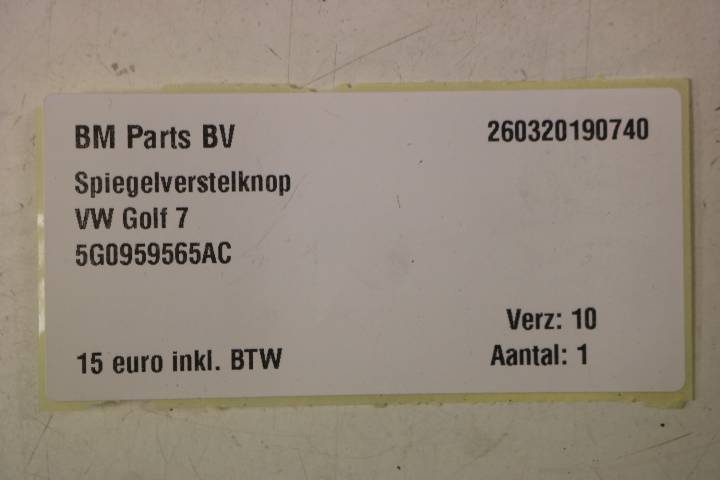 BM Parts BV
260320190740
Spiegelverstelknop
VW Golf 7
5G0959565AC
Verz: 10
15 euro inkl. BTW
Aantal: 1